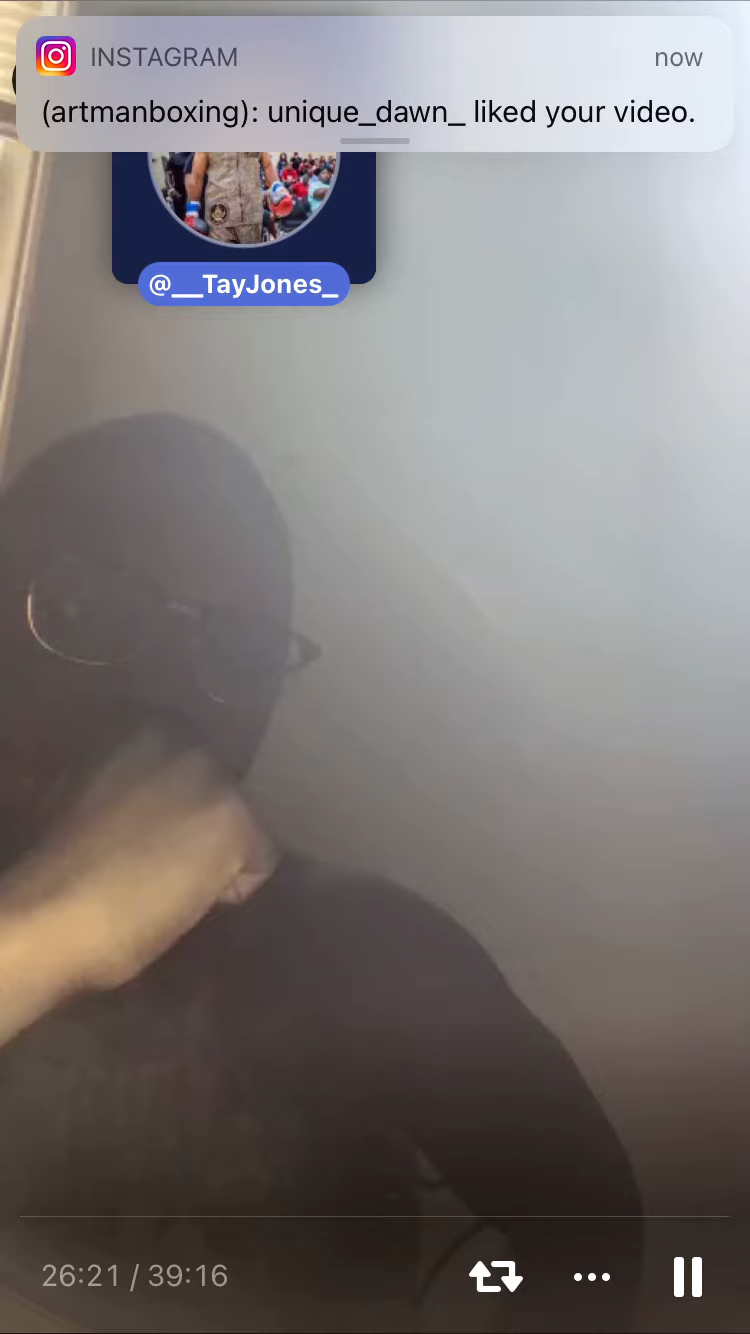 INSTAGRAM
now
(artmanboxing): unique_dawn_ liked your video.
@__TayJones_
26:21 / 39:16